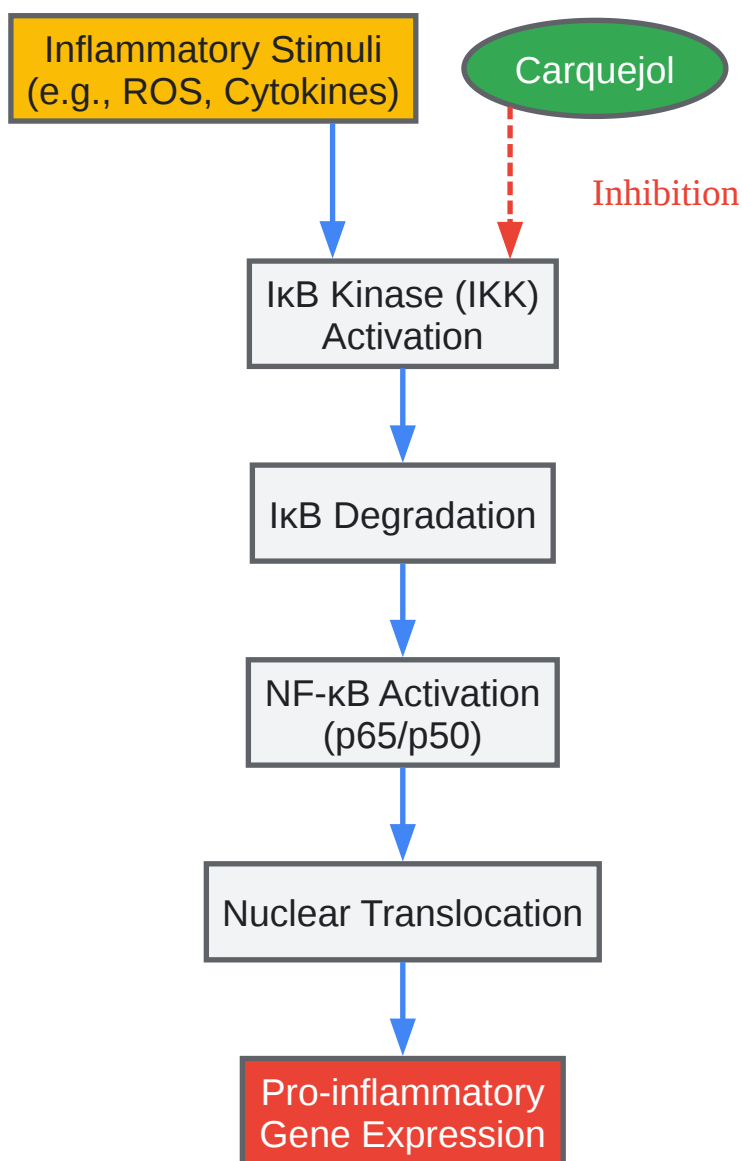 Inflammatory Stimuli
(e.g., ROS, Cytokines)
Carquejol
Inhibition
IκB Kinase (IKK)
Activation
IκB Degradation
NF-κB Activation
(p65/p50)
Nuclear Translocation
Pro-inflammatory
Gene Expression